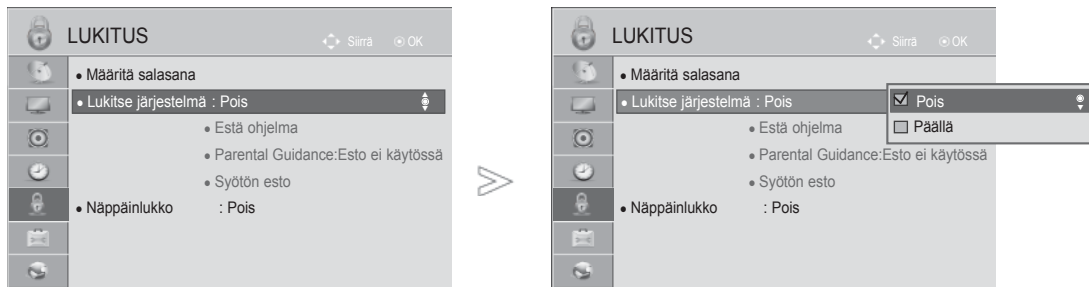 LUKITUS
Siirrä OK
• Määritä salasana
• Lukitse järjestelmä : Pois
• Estä ohjelma
• Parental Guidance:Esto ei käytössä
• Syötön esto
• Näppäinlukko : Pois
LUKITUS
Siirrä OK
• Määritä salasana
• Lukitse järjestelmä : Pois
Pois
Päällä
• Estä ohjelma
• Parental Guidance:Esto ei käytössä
• Syötön esto
• Näppäinlukko : Pois